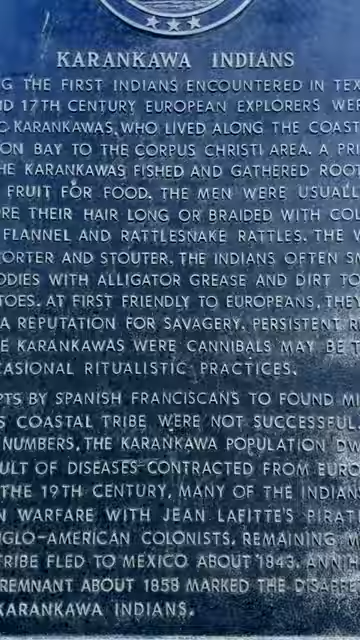 KARANKAWA INDIANS
G THE FIRST INDIANS ENCOUNTERED IN TEX
D 17TH CENTURY EUROPEAN EXPLORERS WE
KARANKAWAS, WHO LIVED ALONG THE COAST
ON BAY TO THE CORPUS CHRISTI AREA. A PRI
HE KARANKAWAS FISHED AND GATHERED ROOT
FRUIT FOR FOOD. THE MEN WERE USUALL
RE THEIR HAIR LONG OR BRAIDED WITH CO
FLANNEL AND RATTLESNAKE RATTLES. THE W
ORTER AND STOUTER. THE INDIANS OFTEN SM
ODIES WITH ALLIGATOR GREASE AND DIRT TO
TOES. AT FIRST FRIENDLY TO EUROPEANS, THE
A REPUTATION FOR SAVAGERY. PERSISTENT
E KARANKAWAS WERE CANNIBALS MAY BE T
CASIONAL RITUALISTIC PRACTICES.
PTS BY SPANISH FRANCISCANS TO FOUND MI
S COASTAL TRIBE WERE NOT SUCCESSFUL.
NUMBERS, THE KARANKAWA POPULATION DW
ULT OF DISEASES CONTRACTED FROM EURO
THE 19TH CENTURY, MANY OF THE INDIAN
N WARFARE WITH JEAN LAFITTE'S PIRAT
GLO-AMERICAN COLONISTS. REMAINING M
TRIBE FLED TO MEXICO ABOUT 1843. ANNIH
REMNANT ABOUT 1858 MARKED THE DISAPPE
KARANKAWA INDIANS.